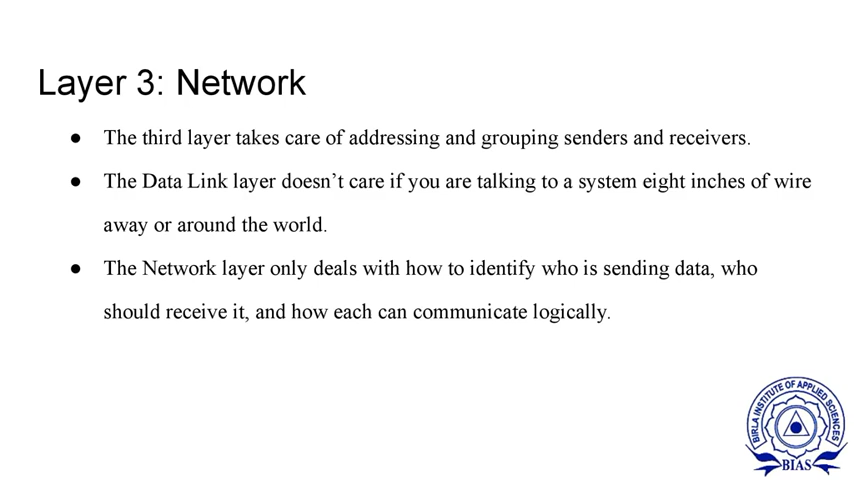 Layer 3: Network
● The third layer takes care of addressing and grouping senders and receivers.
● The Data Link layer doesn’t care if you are talking to a system eight inches of wire
away or around the world.
● The Network layer only deals with how to identify who is sending data, who
should receive it, and how each can communicate logically.
BIRLA INSTITUTE OF APPLIED SCIENCES
BIAS